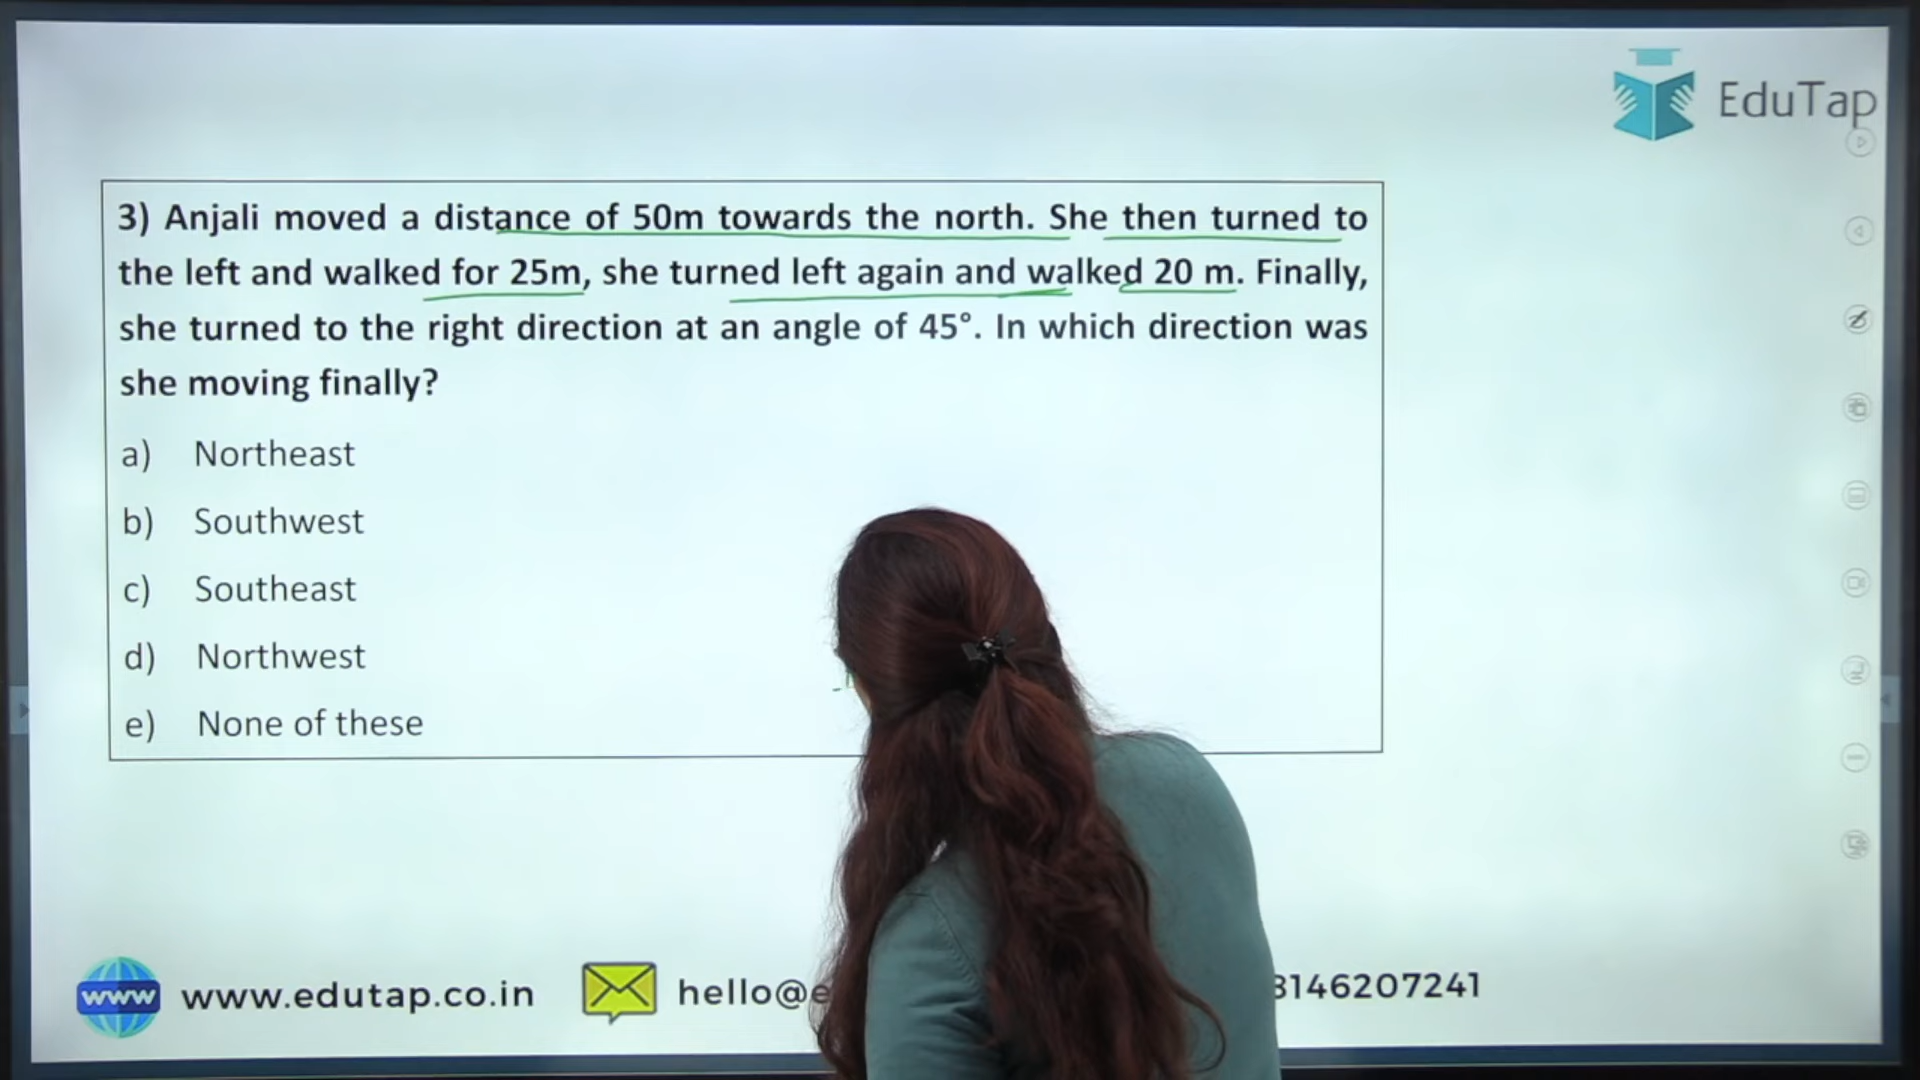 EduTap
3) Anjali moved a distance of 50m towards the north. She then turned to
the left and walked for 25m, she turned left again and walked 20 m. Finally,
she turned to the right direction at an angle of 45°. In which direction was
she moving finally?
a) Northeast
b) Southwest
c) Southeast
d) Northwest
e) None of these
www www.edutap.co.in hello@e 8146207241